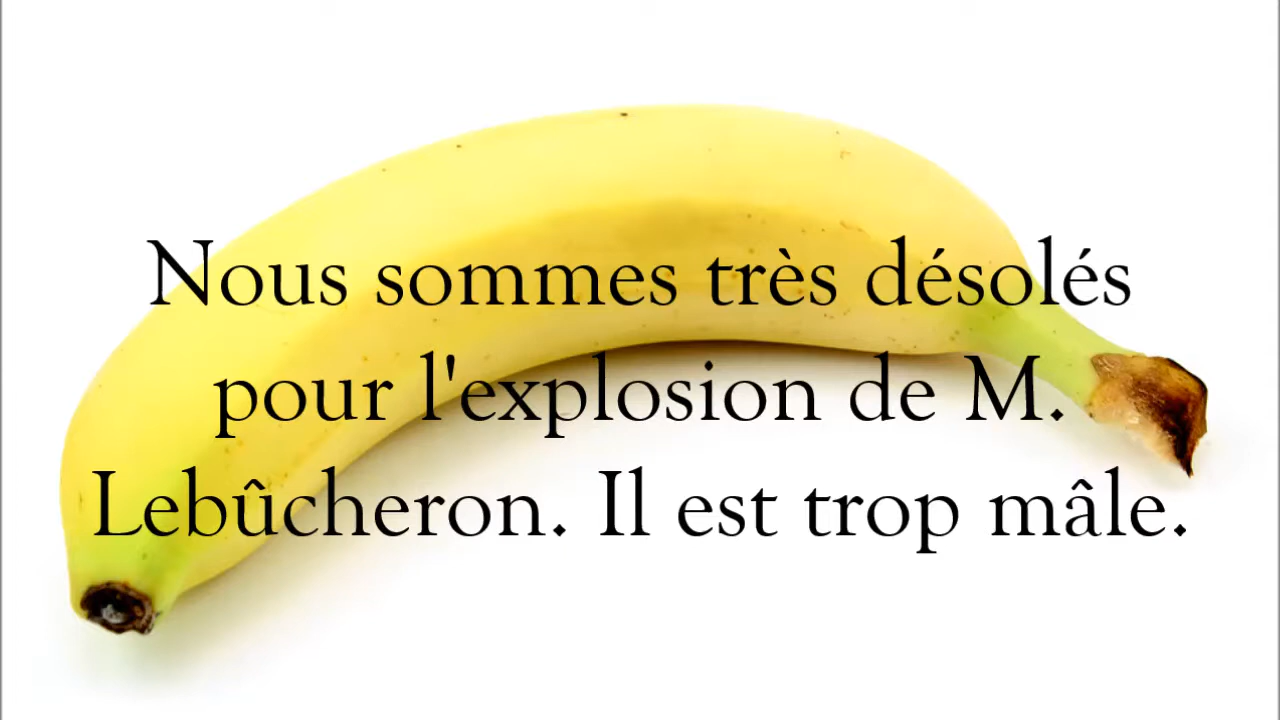 Nous sommes très désolés
pour l'explosion de M.
Lebûcheron. Il est trop mâle.